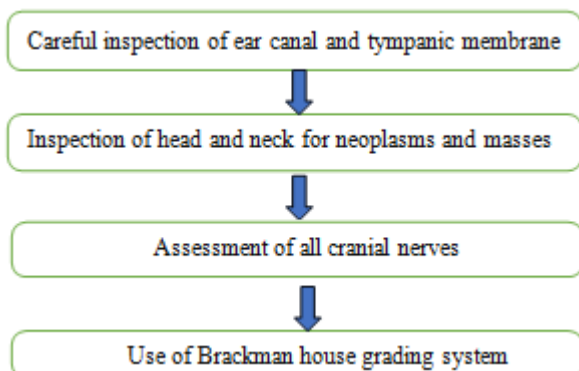 Careful inspection of ear canal and tympanic membrane
Inspection of head and neck for neoplasms and masses
Assessment of all cranial nerves
Use of Brackman house grading system